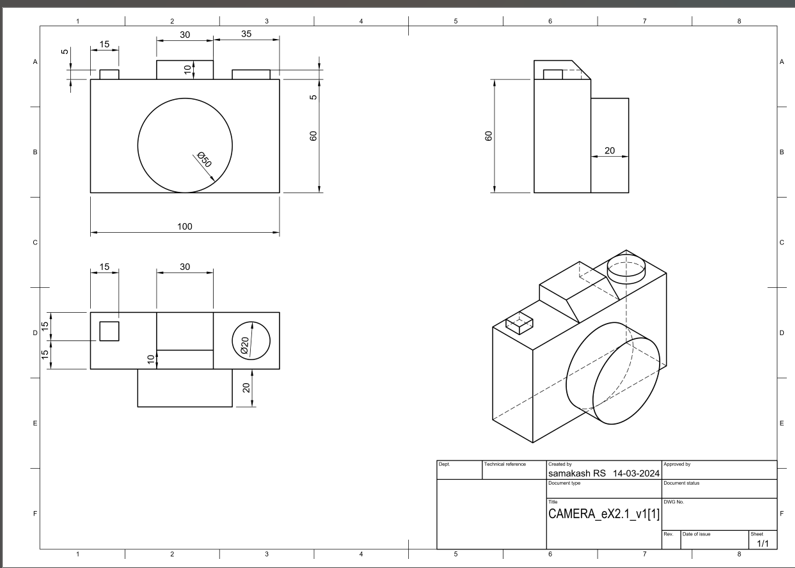 1 2 3 4 5 6 7 8
A A
B B
C C
D D
E E
F F
30 35
15
5
10
5
60
Ø50
100
60
20
15 30
15
15
10
Ø20
20
Dept. Technical reference Created by Approved by
samakash RS 14-03-2024
Document type Document status
Title DWG No.
CAMERA_eX2.1_v1[1]
Rev. Date of issue Sheet
1/1
1 2 3 4 5 6 7 8